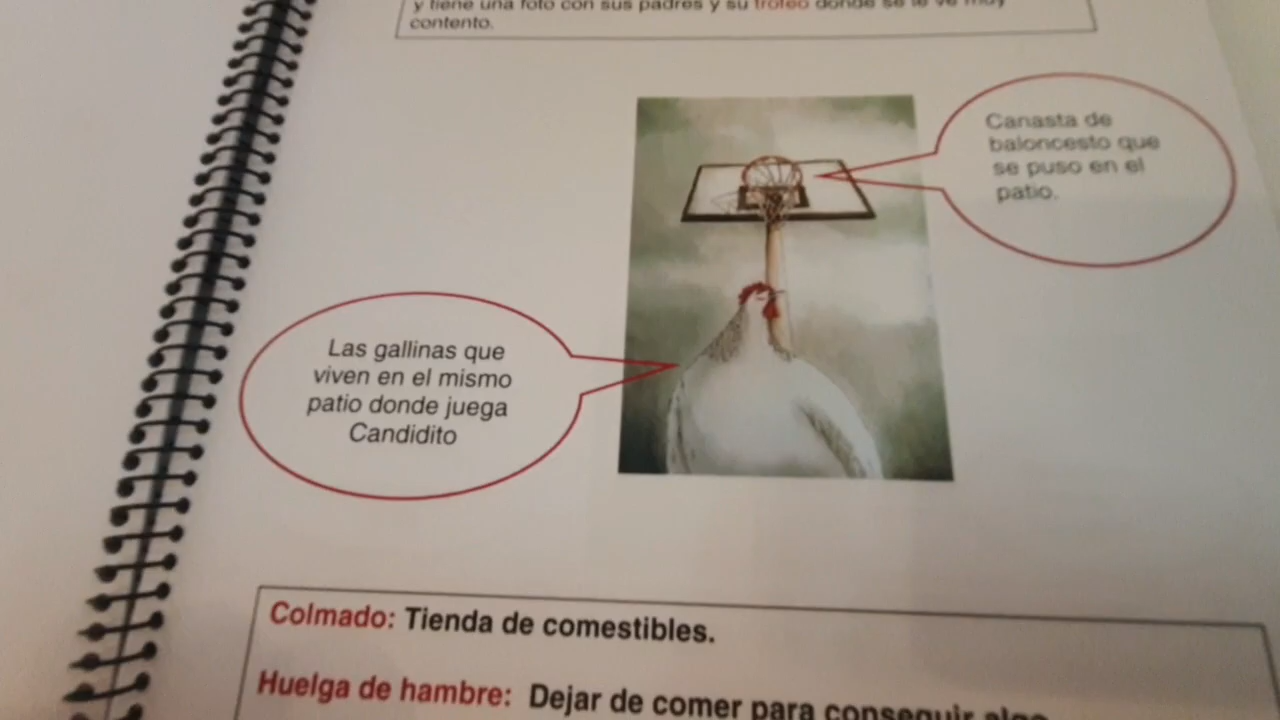 y tiene una foto con sus padres y su trofeo donde se le ve muy
contento.
Canasta de
baloncesto que
se puso en el
patio.
Las gallinas que
viven en el mismo
patio donde juega
Candidito
Colmado: Tienda de comestibles.
Huelga de hambre: Dejar de comer para conseguir algo